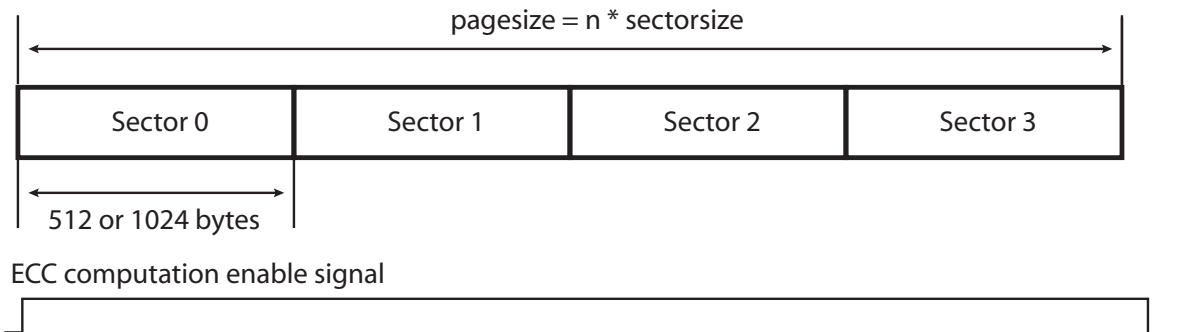 pagesize = n * sectorsize
Sector 0 Sector 1 Sector 2 Sector 3
512 or 1024 bytes
ECC computation enable signal